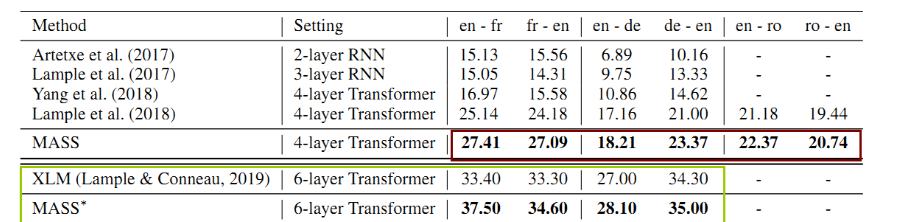 Method Setting en - fr fr - en en - de de - en en - ro ro - en
Artetxe et al. (2017) 2-layer RNN 15.13 15.56 6.89 10.16 - -
Lample et al. (2017) 3-layer RNN 15.05 14.31 9.75 13.33 - -
Yang et al. (2018) 4-layer Transformer 16.97 15.58 10.86 14.62 - -
Lample et al. (2018) 4-layer Transformer 25.14 24.18 17.16 21.00 21.18 19.44
MASS 4-layer Transformer 27.41 27.09 18.21 23.37 22.37 20.74
XLM (Lample & Conneau, 2019) 6-layer Transformer 33.40 33.30 27.00 34.30 - -
MASS* 6-layer Transformer 37.50 34.60 28.10 35.00 - -